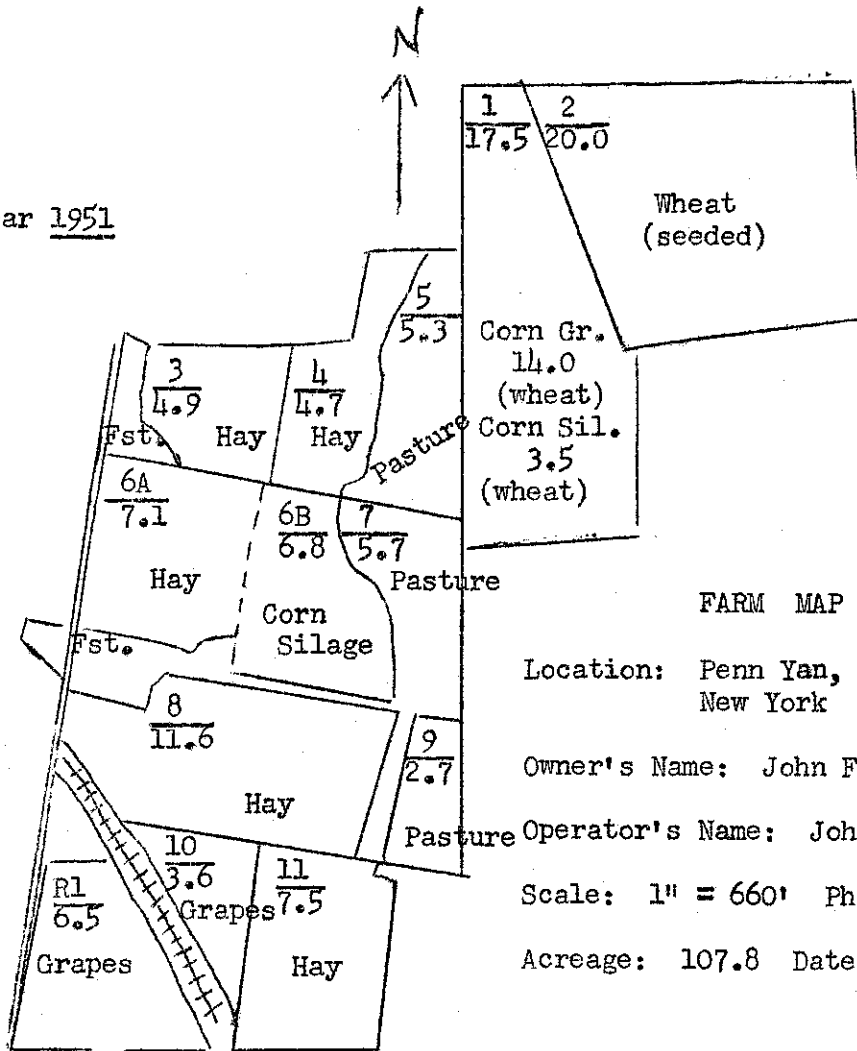 N
ar 1951
1
17.5
2
20.0
Wheat
(seeded)
5
5.3
Corn Gr.
14.0
(wheat)
Corn Sil.
3.5
(wheat)
3
4.9
4
4.7
Fst.
Hay
Hay
Pasture
6A
7.1
6B
6.8
7
5.7
Hay
Pasture
Corn
Silage
Fst.
8
11.6
Hay
9
2.7
Pasture
10
3.6
Grapes
11
7.5
R1
6.5
Grapes
Hay
FARM MAP
Location: Penn Yan,
New York
Owner's Name: John F
Operator's Name: Joh
Scale: 1" = 660' Ph
Acreage: 107.8 Date